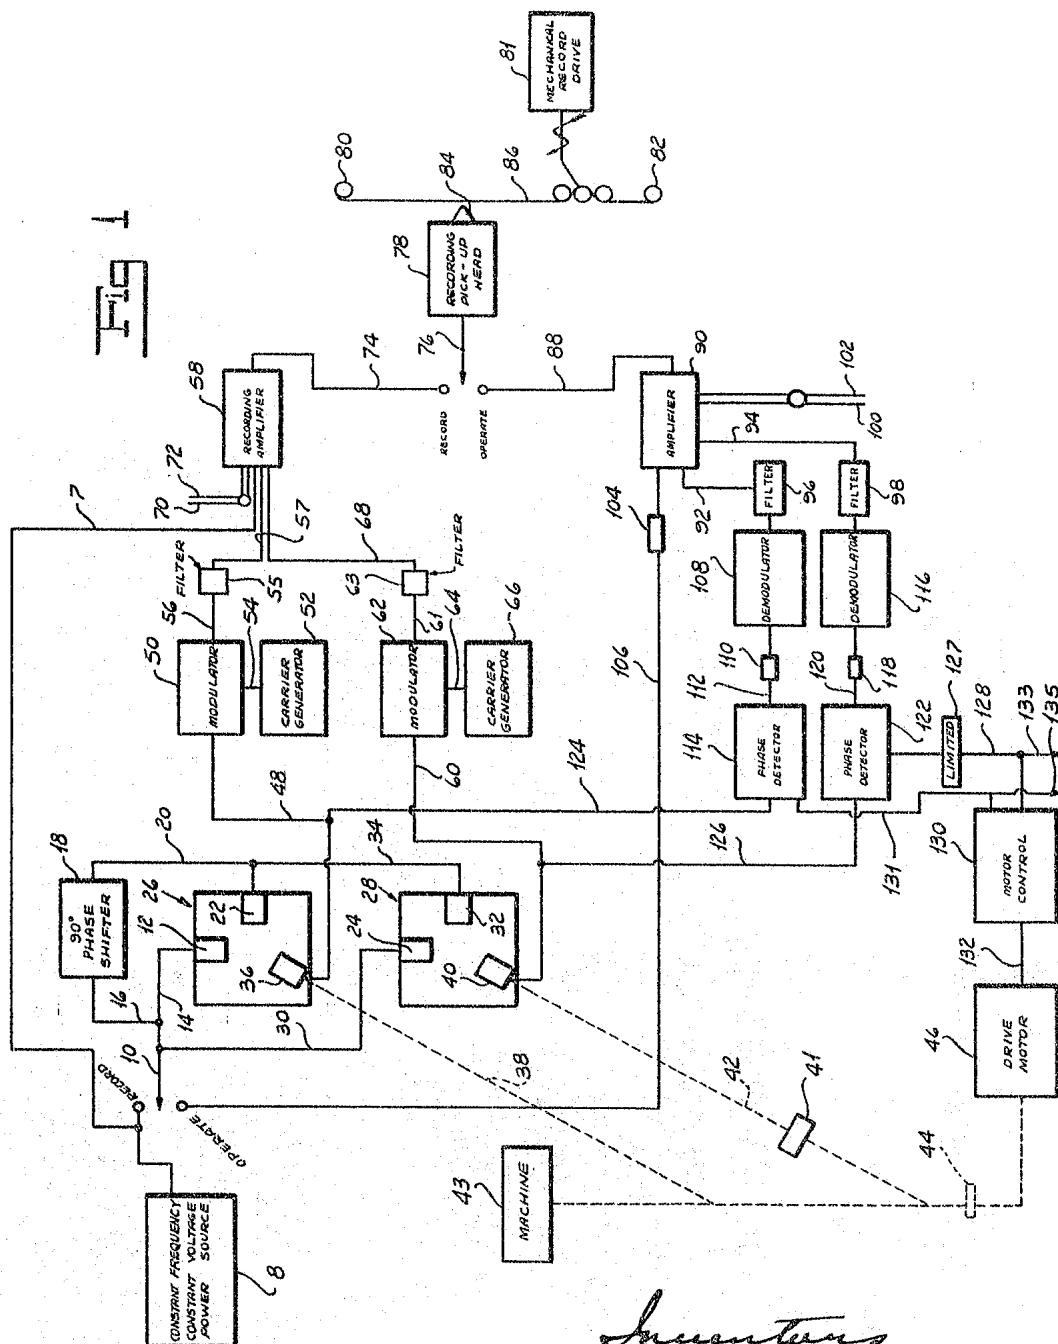 Fig 1
CONSTANT FREQUENCY
CONSTANT VOLTAGE
POWER SOURCE
8
RECORD
OPERATE
10
7
16
14
30
90°
PHASE
SHIFTER
18
20
12
26
22
36
34
24
28
32
40
38
42
41
MACHINE
43
44
DRIVE
MOTOR
46
132
MOTOR
CONTROL
130
131
133
135
128
LIMITED
127
48
60
124
126
106
MODULATOR
50
CARRIER
GENERATOR
52
54
56
FILTER
55
57
MODULATOR
62
CARRIER
GENERATOR
66
64
61
63
FILTER
68
70
72
RECORDING
AMPLIFIER
58
74
RECORD
OPERATE
76
88
RECORDING
PICK-UP
HEAD
78
84
80
86
82
MECHANICAL
RECORD
DRIVE
81
AMPLIFIER
90
92
94
100
102
104
FILTER
96
FILTER
98
DEMODULATOR
108
DEMODULATOR
116
110
112
118
120
PHASE
DETECTOR
114
PHASE
DETECTOR
122
Inventors